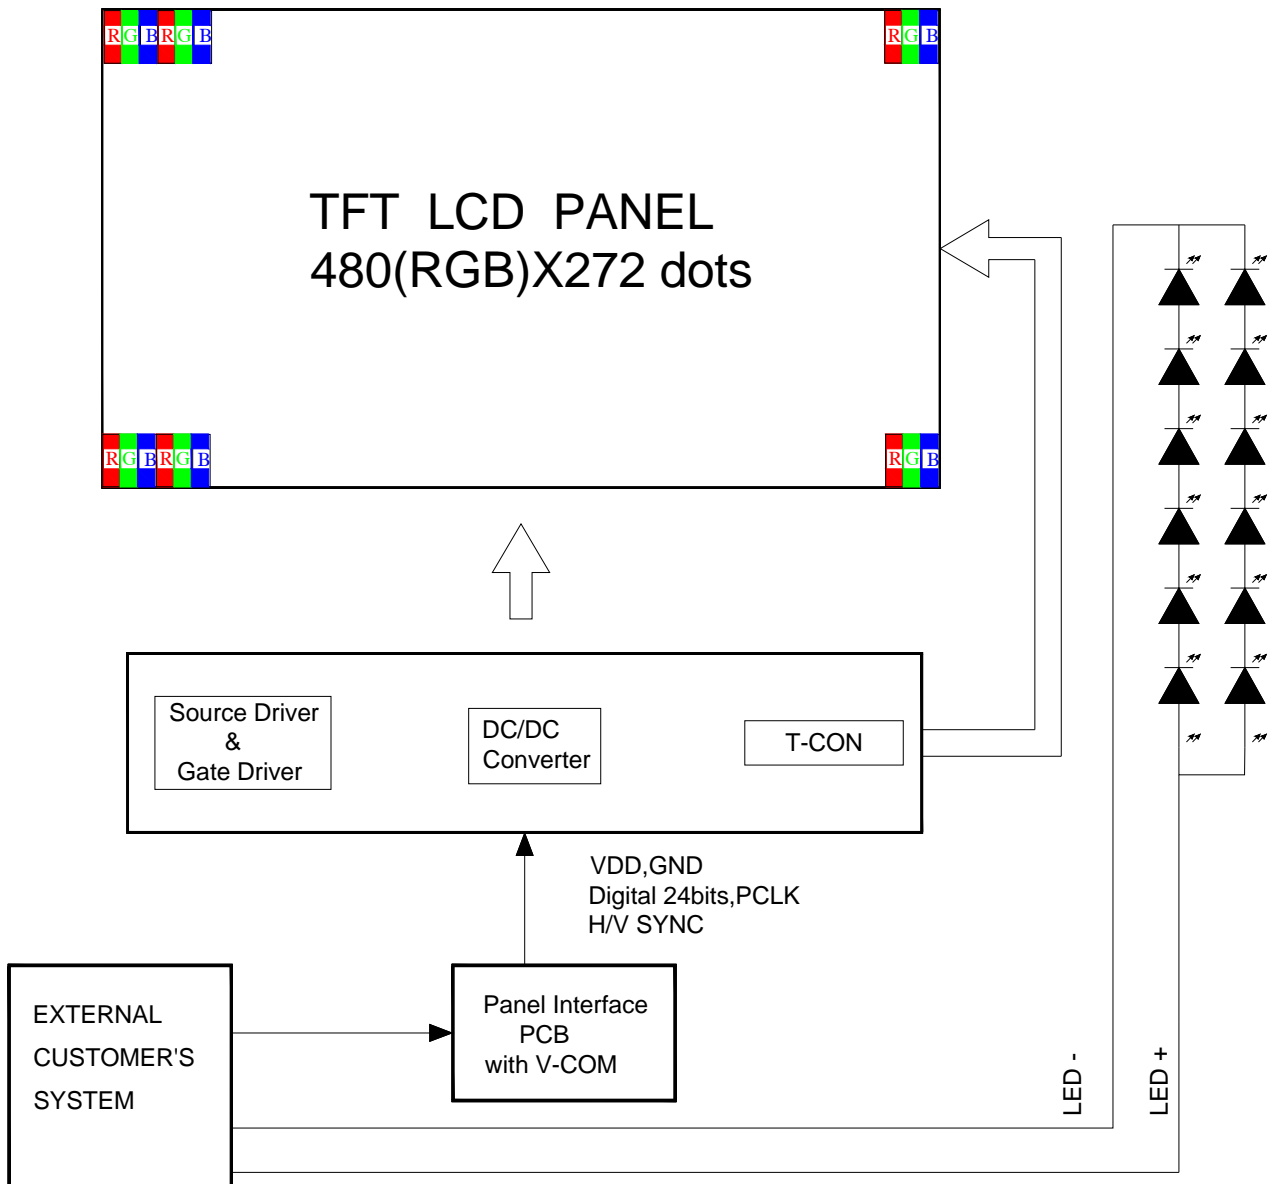 RGBRGB RGB
TFT LCD PANEL
480(RGB)X272 dots
RGBRGB RGB
Source Driver
&
Gate Driver
DC/DC
Converter
T-CON
VDD,GND
Digital 24bits,PCLK
H/V SYNC
EXTERNAL
CUSTOMER'S
SYSTEM
Panel Interface
PCB
with V-COM
LED -
LED +